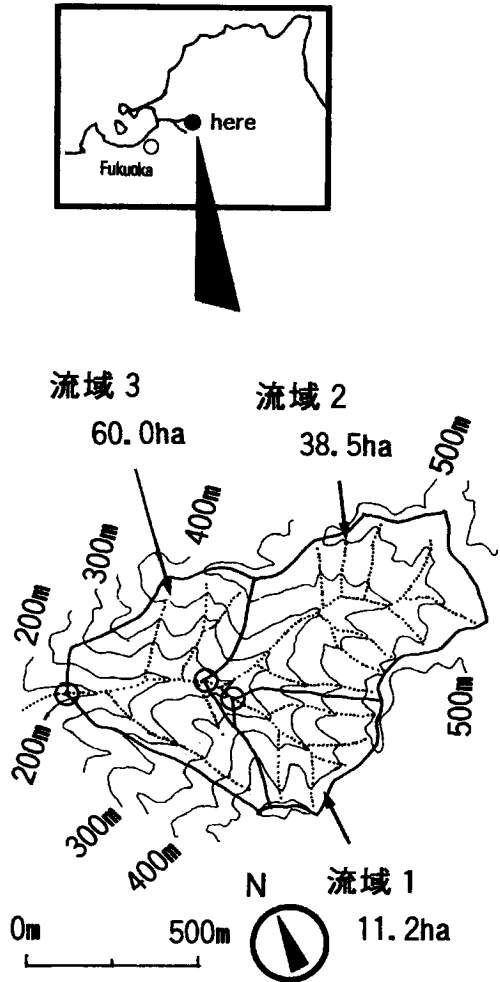 here
Fukuoka
流域 3
60.0ha
流域 2
38.5ha
500m
400m
300m
200m
200m
300m
400m
500m
N
流域 1
11.2ha
0m
500m